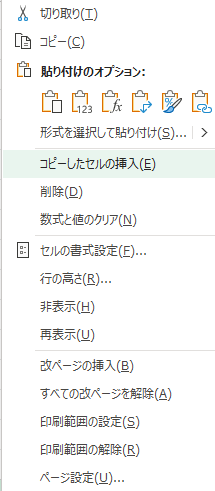 切り取り(T)
コピー(C)
貼り付けのオプション:
123 fx %
形式を選択して貼り付け(S)...
コピーしたセルの挿入(E)
削除(D)
数式と値のクリア(N)
セルの書式設定(F)...
行の高さ(R)...
非表示(H)
再表示(U)
改ページの挿入(B)
すべての改ページを解除(A)
印刷範囲の設定(S)
印刷範囲の解除(R)
ページ設定(U)...